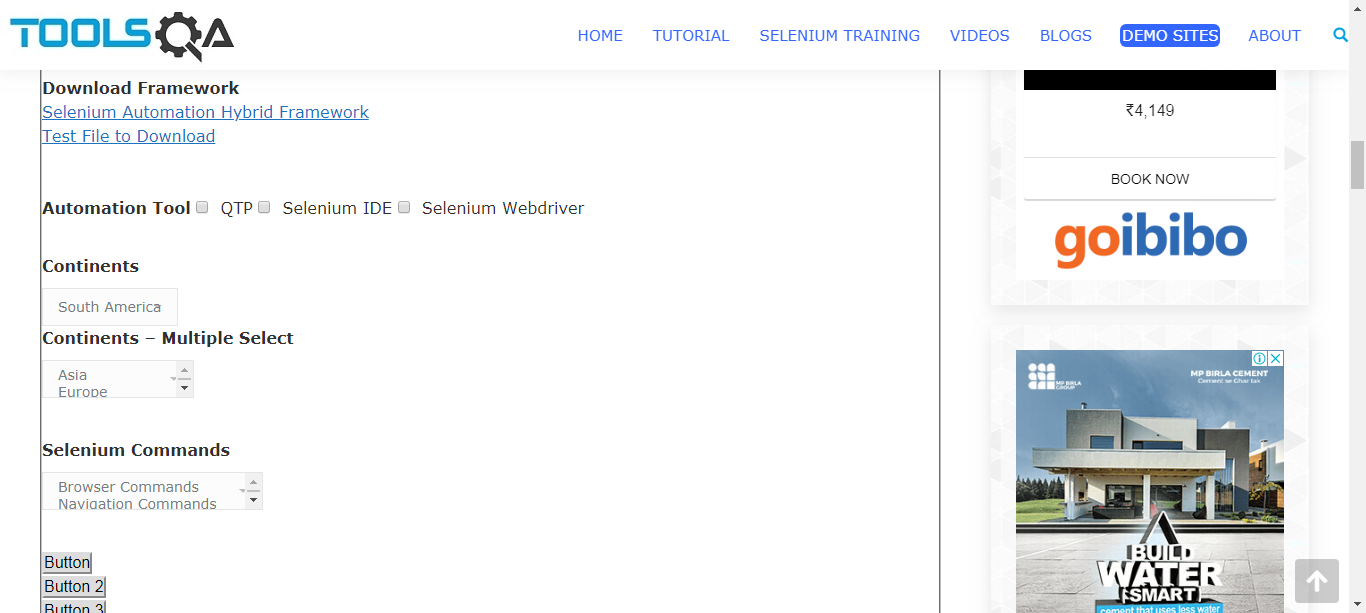 TOOLSQA
HOME TUTORIAL SELENIUM TRAINING VIDEOS BLOGS DEMO SITES ABOUT
Download Framework
Selenium Automation Hybrid Framework
Test File to Download
Automation Tool QTP Selenium IDE Selenium Webdriver
Continents
South America
Continents – Multiple Select
Asia
Europe
Selenium Commands
Browser Commands
Navigation Commands
Button
Button 2
Button 3
₹4,149
BOOK NOW
goibibo
MP BIRLA
GROUP
MP BIRLA CEMENT
Cement se Ghar tak
BUILD
WATER
SMART
cement that uses less water